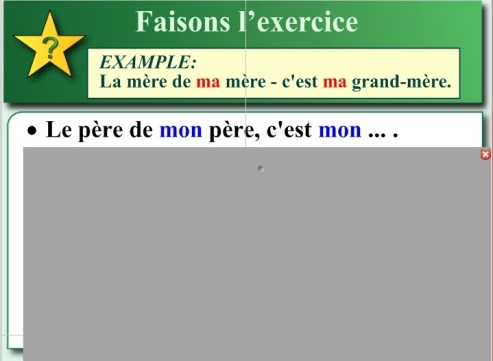 Faisons l’exercice
?
EXAMPLE:
La mère de ma mère - c'est ma grand-mère.
• Le père de mon père, c'est mon ... .